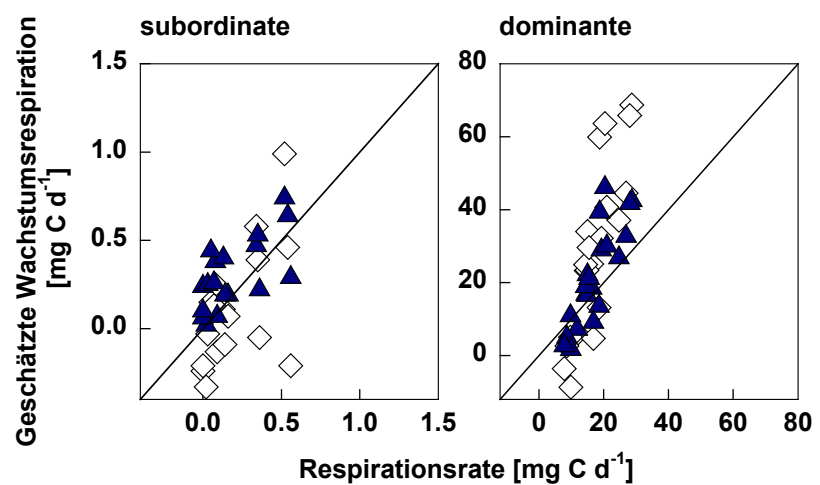 subordinate
dominante
Geschätzte Wachstumsrespiration
[mg C d⁻¹]
1.5
1.0
0.5
0.0
80
60
40
20
0
0.0 0.5 1.0 1.5
0 20 40 60 80
Respirationsrate [mg C d⁻¹]